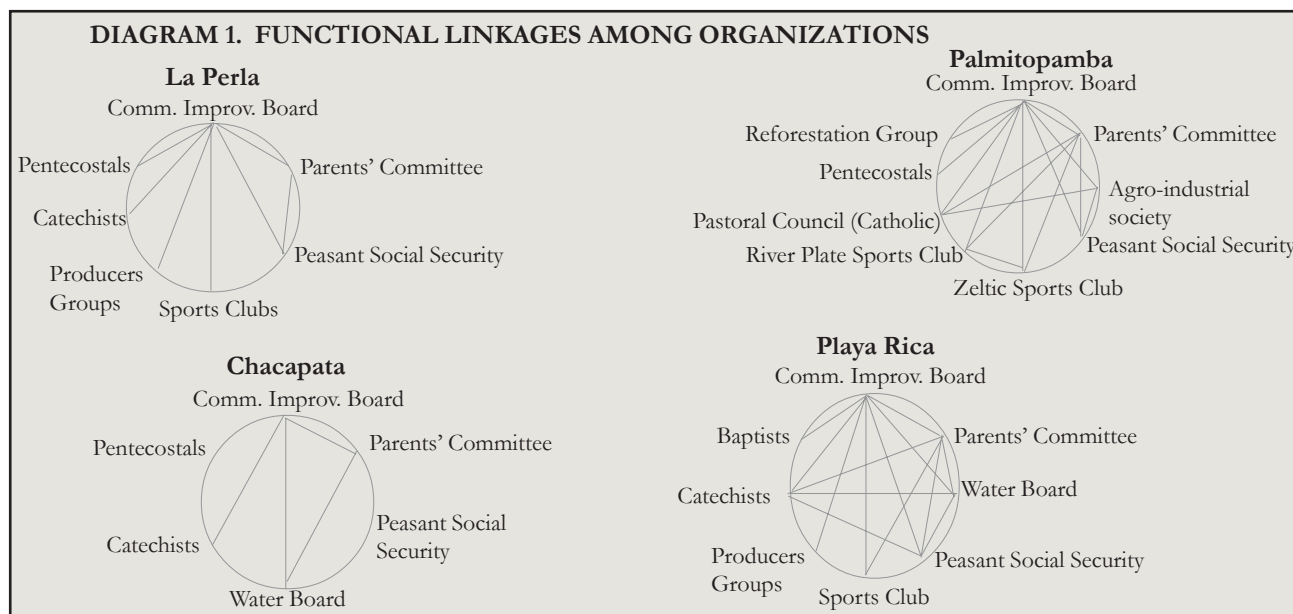 DIAGRAM 1. FUNCTIONAL LINKAGES AMONG ORGANIZATIONS
La Perla
Comm. Improv. Board
Pentecostals
Parents' Committee
Catechists
Peasant Social Security
Producers
Groups
Sports Clubs
Palmitopamba
Comm. Improv. Board
Reforestation Group
Parents' Committee
Pentecostals
Agro-industrial
society
Pastoral Council (Catholic)
River Plate Sports Club
Peasant Social Security
Zeltic Sports Club
Chacapata
Comm. Improv. Board
Pentecostals
Parents' Committee
Peasant Social
Security
Catechists
Water Board
Playa Rica
Comm. Improv. Board
Baptists
Parents' Committee
Catechists
Water Board
Producers
Groups
Peasant Social Security
Sports Club